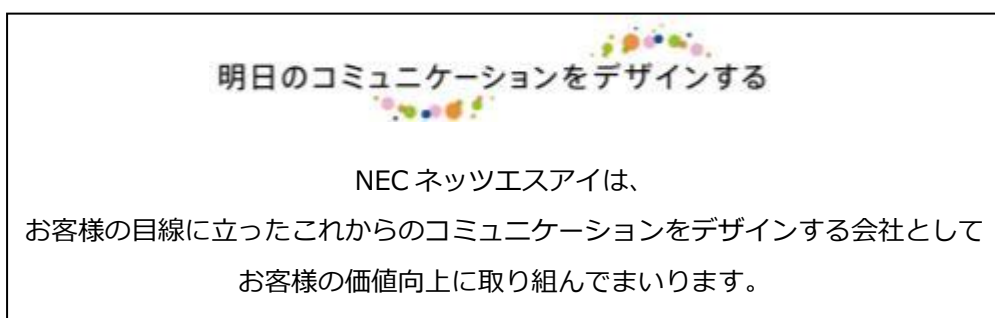 明日のコミュニケーションをデザインする
NEC ネッツエスアイは、
お客様の目線に立ったこれからのコミュニケーションをデザインする会社として
お客様の価値向上に取り組んでまいります。